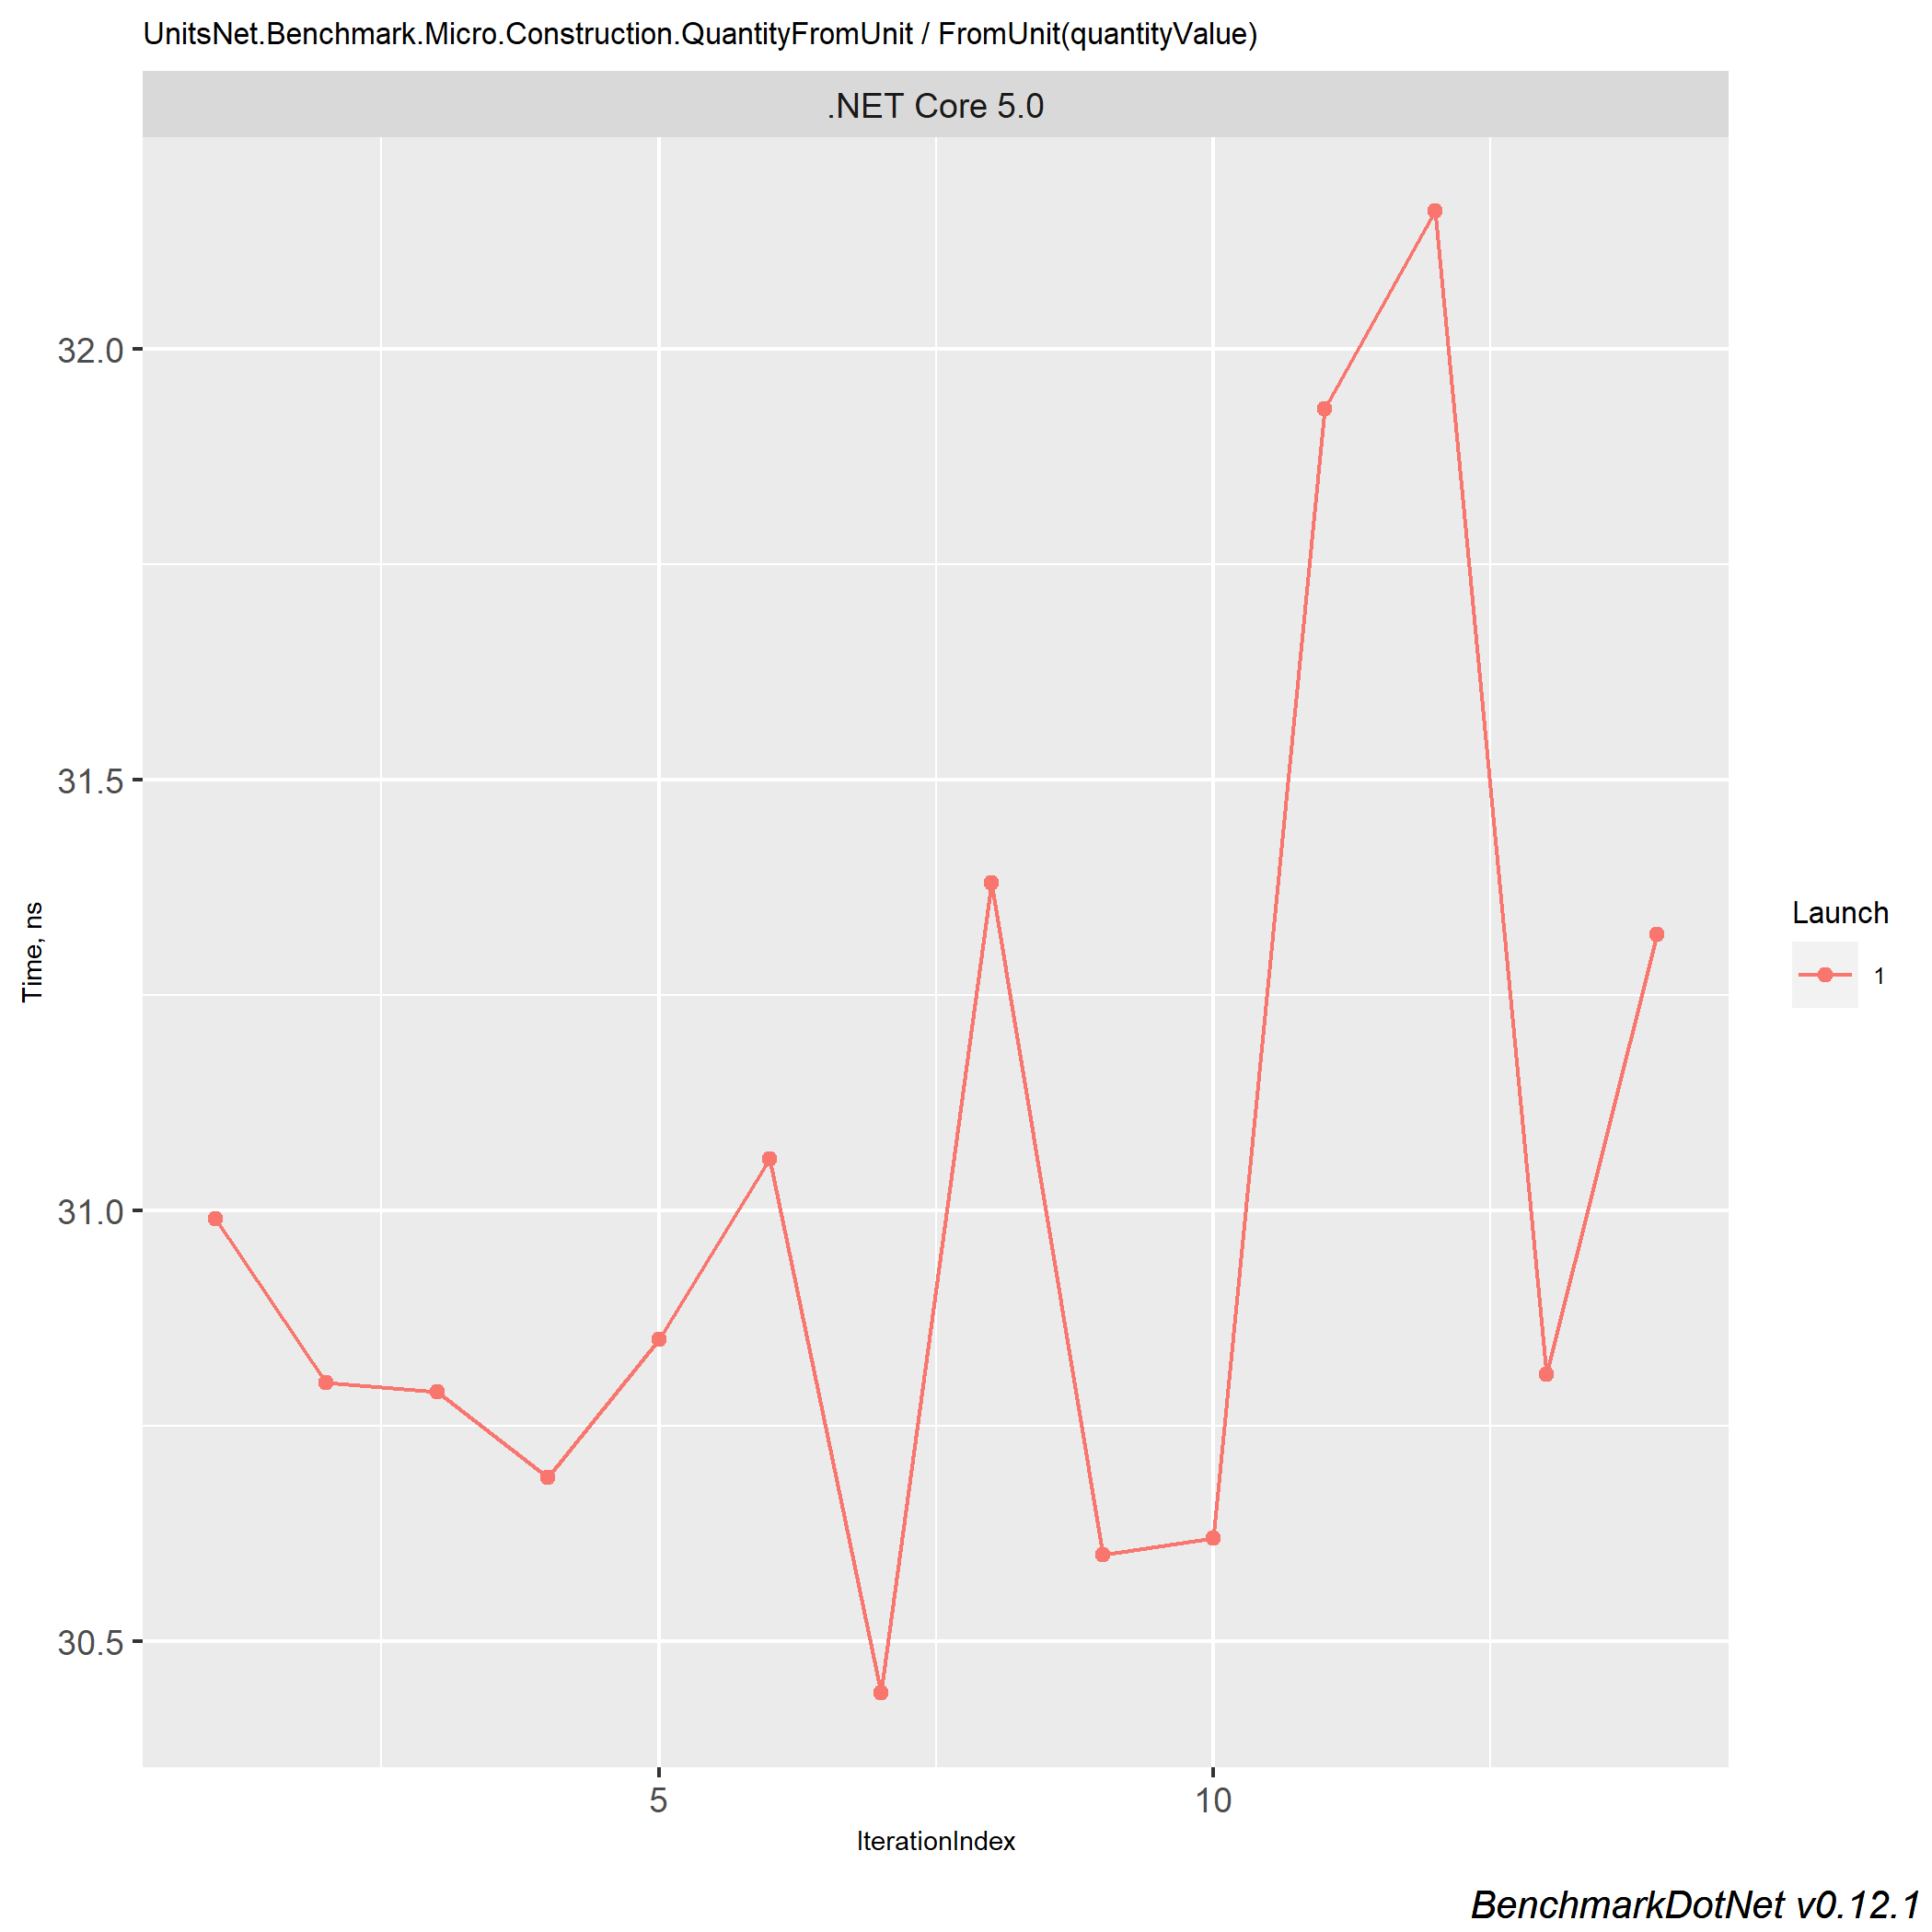 UnitsNet.Benchmark.Micro.Construction.QuantityFromUnit / FromUnit(quantityValue)
.NET Core 5.0
32.0
31.5
31.0
30.5
Time, ns
5
10
IterationIndex
Launch
1
BenchmarkDotNet v0.12.1